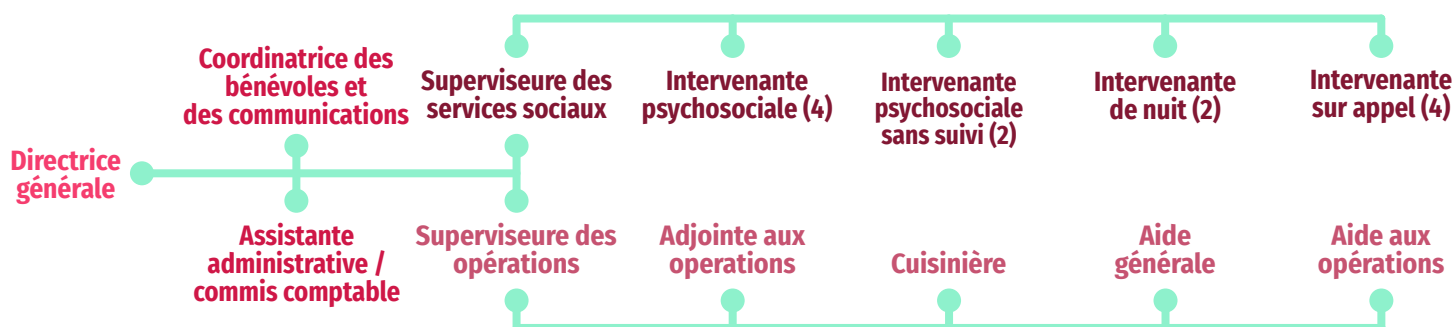 Directrice
générale
Coordinatrice des
bénévoles et
des communications
Assistante
administrative /
commis comptable
Superviseure des
services sociaux
Intervenante
psychosociale (4)
Intervenante
psychosociale
sans suivi (2)
Intervenante
de nuit (2)
Intervenante
sur appel (4)
Superviseure des
opérations
Adjointe aux
operations
Cuisinière
Aide
générale
Aide aux
opérations